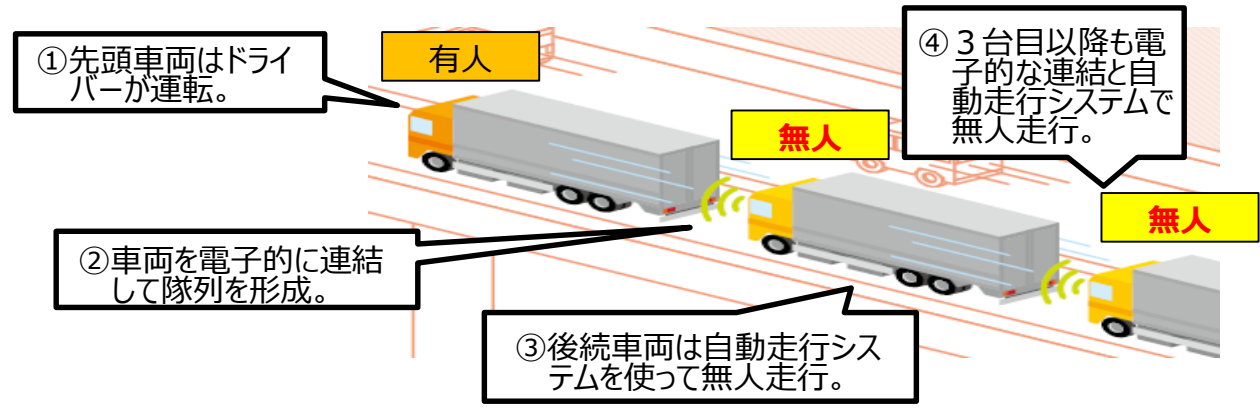 ①先頭車両はドライ
バーが運転。
有人
④３台目以降も電
子的な連結と自
動走行システムで
無人走行。
無人
無人
②車両を電子的に連結
して隊列を形成。
③後続車両は自動走行シス
テムを使って無人走行。